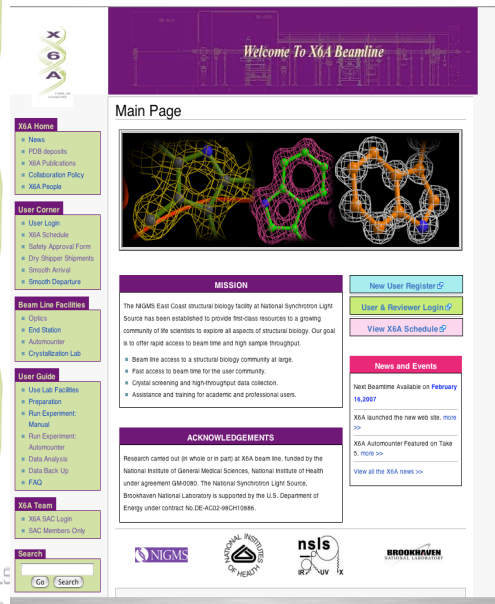 X
6
A
Welcome To X6A Beamline
Main Page
X6A Home
News
PDB deposits
X6A Publications
Collaboration Policy
X6A People
User Corner
User Login
X6A Schedule
Safety Approval Form
Dry Shipper Shipments
Smooth Arrival
Smooth Departure
Beam Line Facilities
Optics
End Station
Automounter
Crystallization Lab
User Guide
Use Lab Facilities
Preparation
Run Experiment:
Manual
Run Experiment:
Automounter
Data Analysis
Data Back Up
FAQ
X6A Team
X6A SAC Login
SAC Members Only
Search
Go
Search
MISSION
The NIGMS East Coast structural biology facility at National Synchrotron Light
Source has been established to provide first-class resources to a growing
community of life scientists to explore all aspects of structural biology. Our goal
is to offer rapid access to beam time and high sample throughput.
Beam line access to a structural biology community at large.
Fast access to beam time for the user community.
Crystal screening and high-throughput data collection.
Assistance and training for academic and professional users.
ACKNOWLEDGEMENTS
Research carried out (in whole or in part) at X6A beam line, funded by the
National Institute of General Medical Sciences, National Institute of Health
under agreement GM-0080. The National Synchrotron Light Source,
Brookhaven National Laboratory is supported by the U.S. Department of
Energy under contract No.DE-AC02-98CH10886.
New User Register
User & Reviewer Login
View X6A Schedule
News and Events
Next Beamtime Available on February
16,2007
X6A launched the new web site. more
>>
X6A Automounter Featured on Take
5. more >>
View all the X6A news >>
NIGMS
NATIONAL INSTITUTES
OF HEALTH
nsls
IR UV X
BROOKHAVEN
NATIONAL LABORATORY